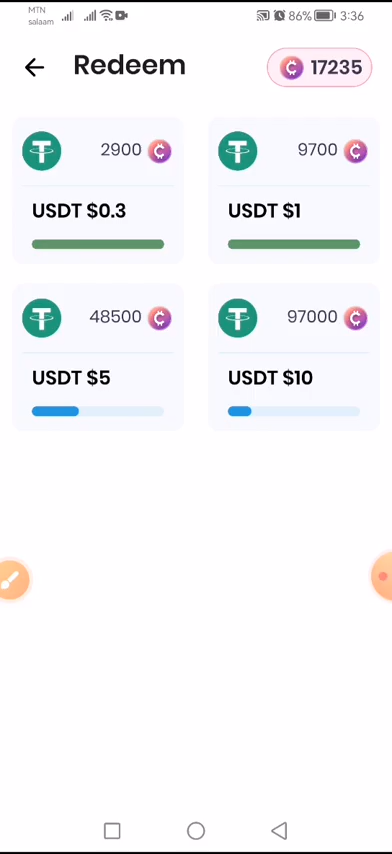 MTN
salaam
86%
3:36
Redeem
17235
2900
9700
USDT $0.3
USDT $1
48500
97000
USDT $5
USDT $10